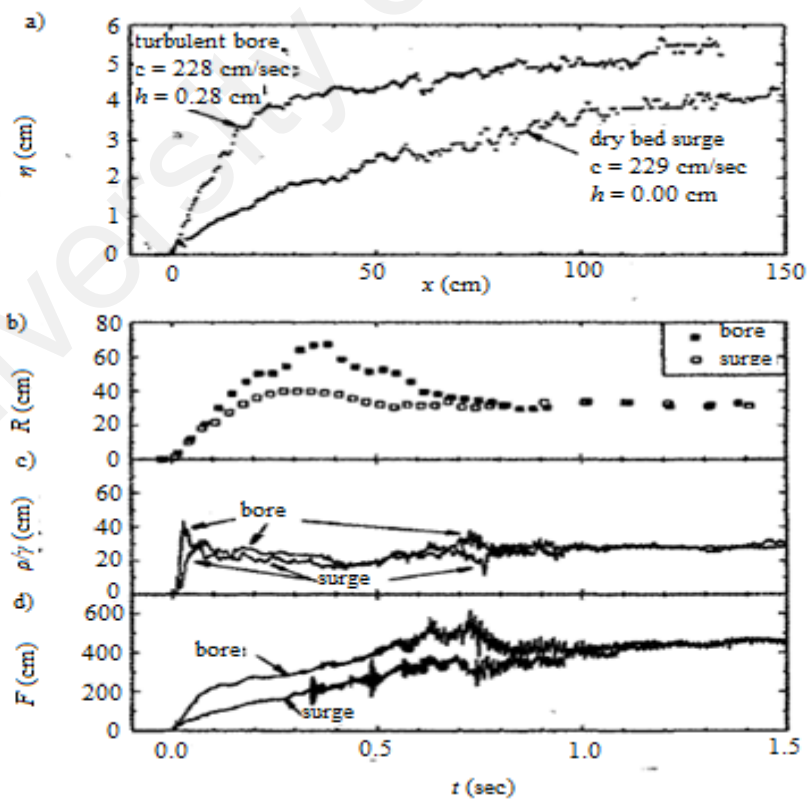 a)
6
5
4
3
2
1
0
η (cm)
turbulent bore
c = 228 cm/sec
h = 0.28 cm
dry bed surge
c = 229 cm/sec
h = 0.00 cm
0 50 100 150
x (cm)
b)
80
60
40
20
0
R (cm)
bore
surge
c)
60
40
20
0
p/γ (cm)
bore
surge
d)
600
400
200
0
F (cm)
bore
surge
0.0 0.5 1.0 1.5
t (sec)